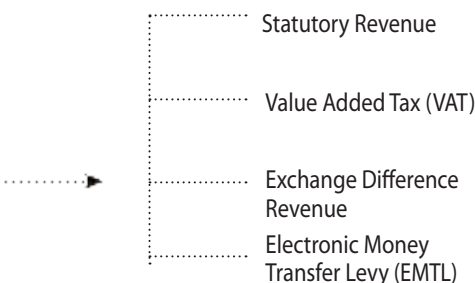 Statutory Revenue
Value Added Tax (VAT)
Exchange Difference
Revenue
Electronic Money
Transfer Levy (EMTL)